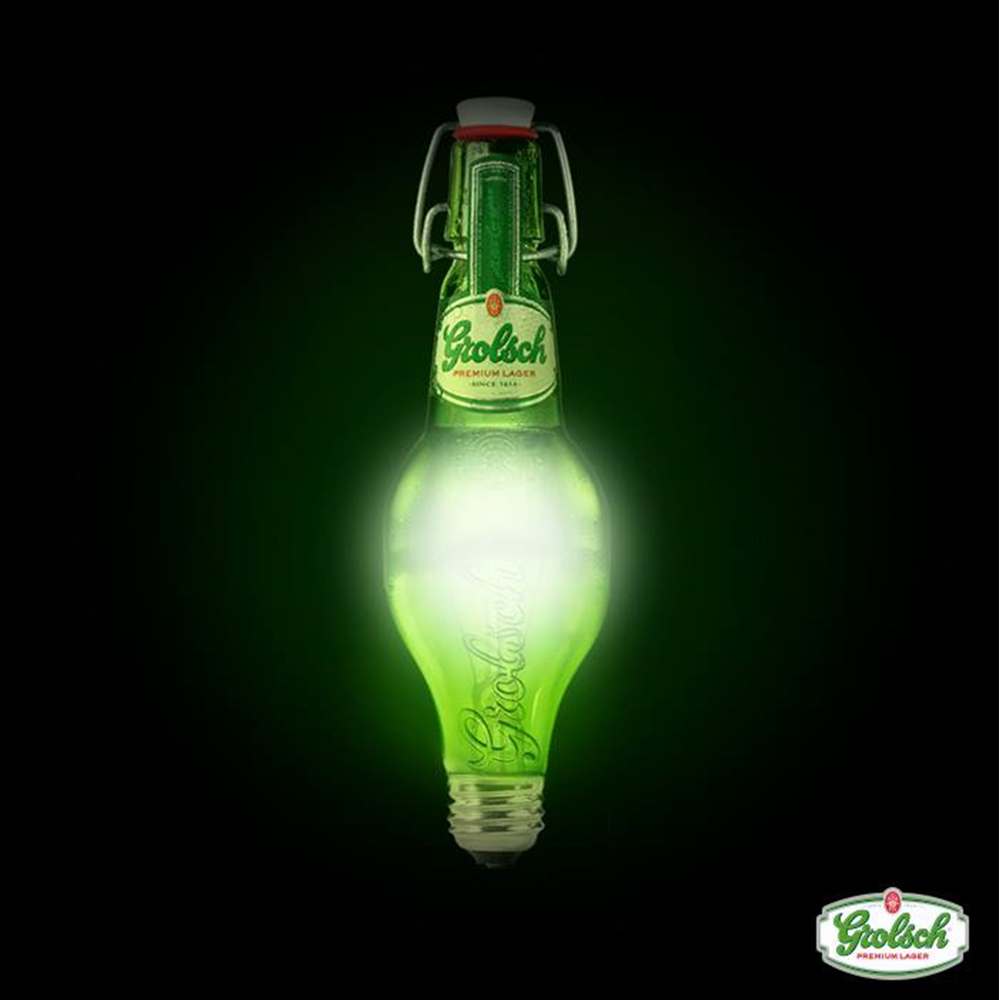 Grolsch
PREMIUM LAGER
·SINCE 1615·
Grolsch
Grolsch
PREMIUM LAGER